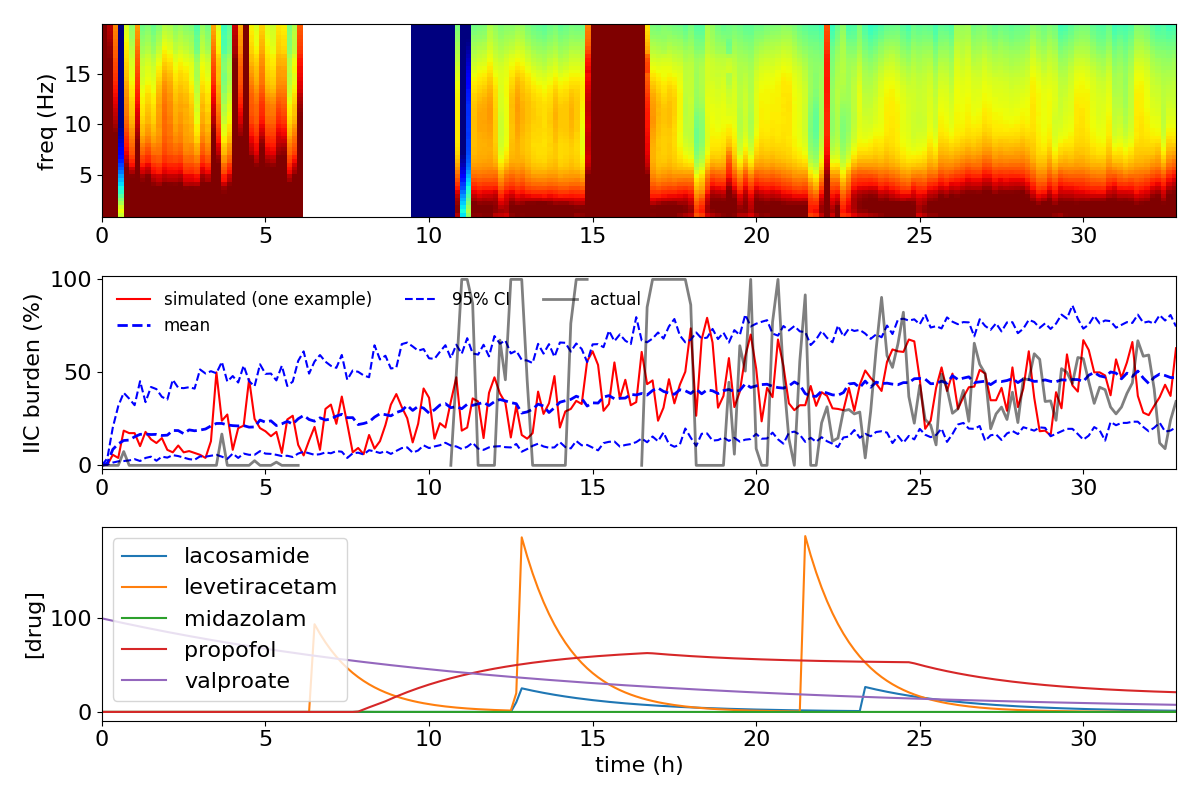 freq (Hz)
15
10
5
0 5 10 15 20 25 30
IIC burden (%)
100
50
0
simulated (one example) 95% CI actual
mean
0 5 10 15 20 25 30
[drug]
100
0
lacosamide
levetiracetam
midazolam
propofol
valproate
0 5 10 15 20 25 30
time (h)